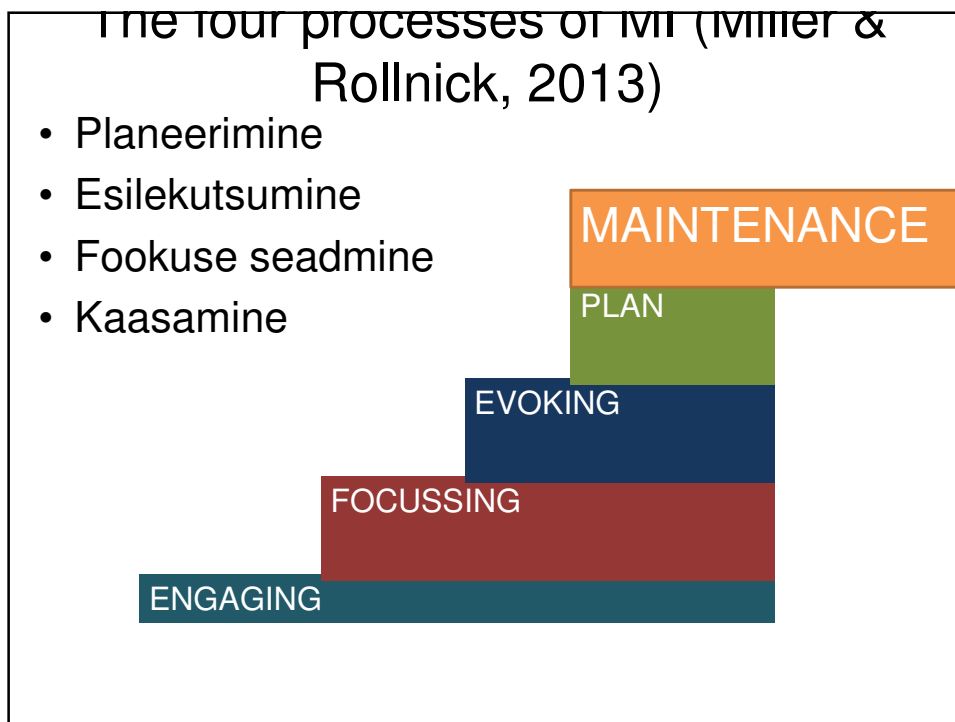 The four processes of MI (Miller &
Rollnick, 2013)
• Planeerimine
• Esilekutsumine
• Fookuse seadmine
• Kaasamine
MAINTENANCE
PLAN
EVOKING
FOCUSSING
ENGAGING